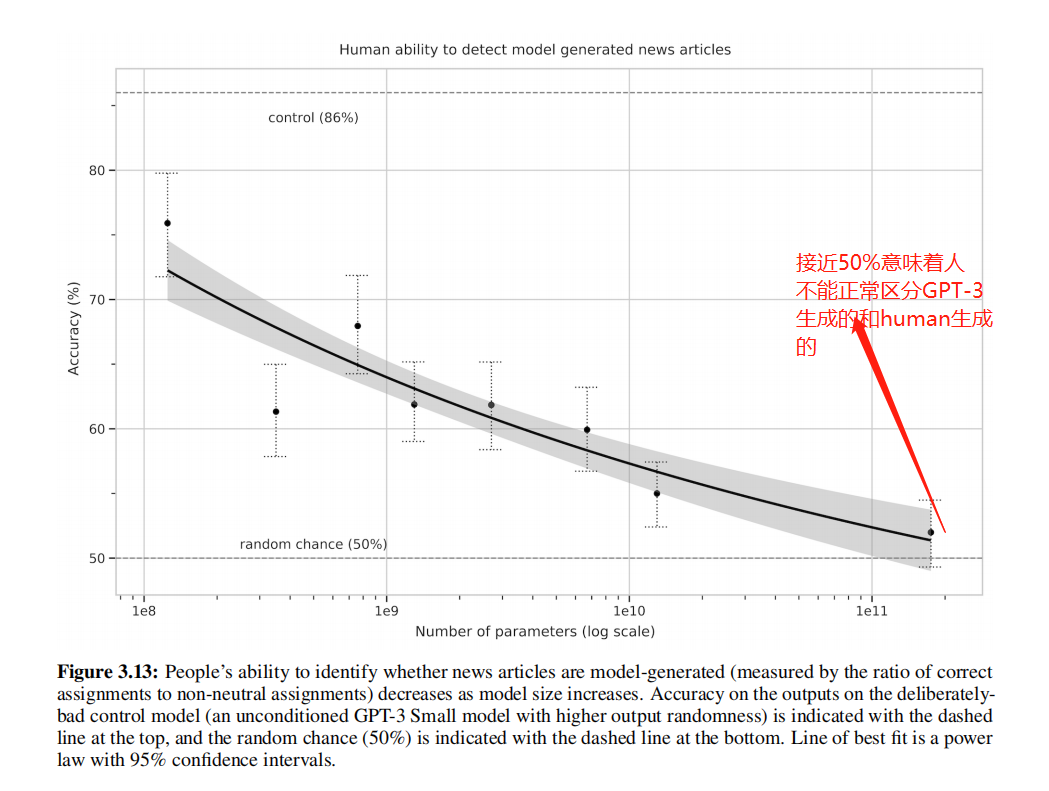 Human ability to detect model generated news articles
control (86%)
80
接近50%意味着人
不能正常区分GPT-3
生成的和human生成
的
70
Accuracy (%)
60
random chance (50%)
50
1e8 1e9 1e10 1e11
Number of parameters (log scale)
Figure 3.13: People's ability to identify whether news articles are model-generated (measured by the ratio of correct
assignments to non-neutral assignments) decreases as model size increases. Accuracy on the outputs on the deliberately-
bad control model (an unconditioned GPT-3 Small model with higher output randomness) is indicated with the dashed
line at the top, and the random chance (50%) is indicated with the dashed line at the bottom. Line of best fit is a power
law with 95% confidence intervals.